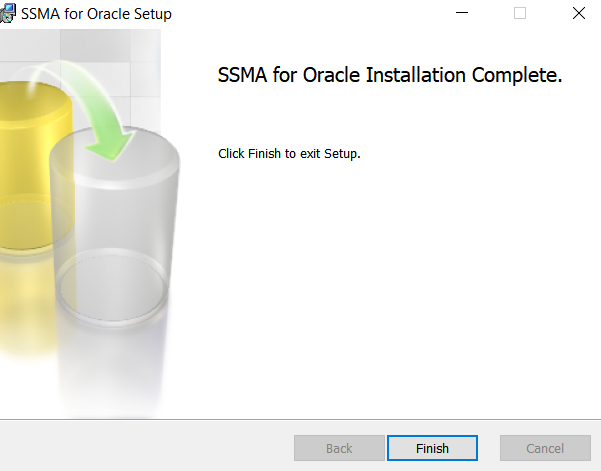 SSMA for Oracle Setup
SSMA for Oracle Installation Complete.
Click Finish to exit Setup.
Back
Finish
Cancel